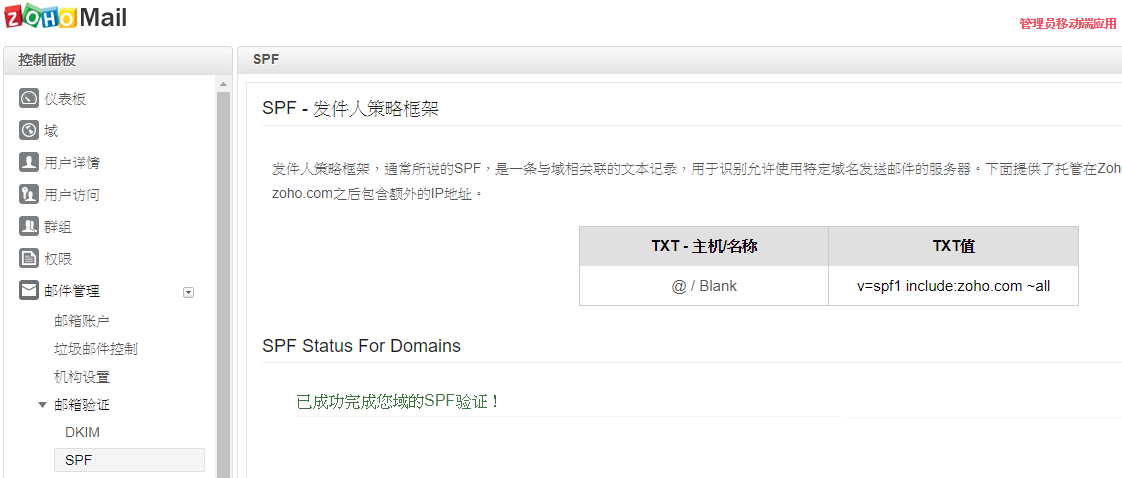 ZOHO Mail
管理员移动端应用
控制面板
SPF
仪表板
域
用户详情
用户访问
群组
权限
邮件管理
邮箱账户
垃圾邮件控制
机构设置
邮箱验证
DKIM
SPF
SPF - 发件人策略框架
发件人策略框架，通常所说的SPF，是一条与域相关联的文本记录，用于识别允许使用特定域名发送邮件的服务器。下面提供了托管在Zoh
zoho.com之后包含额外的IP地址。
TXT - 主机/名称 TXT值
@ / Blank v=spf1 include:zoho.com ~all
SPF Status For Domains
已成功完成您域的SPF验证！